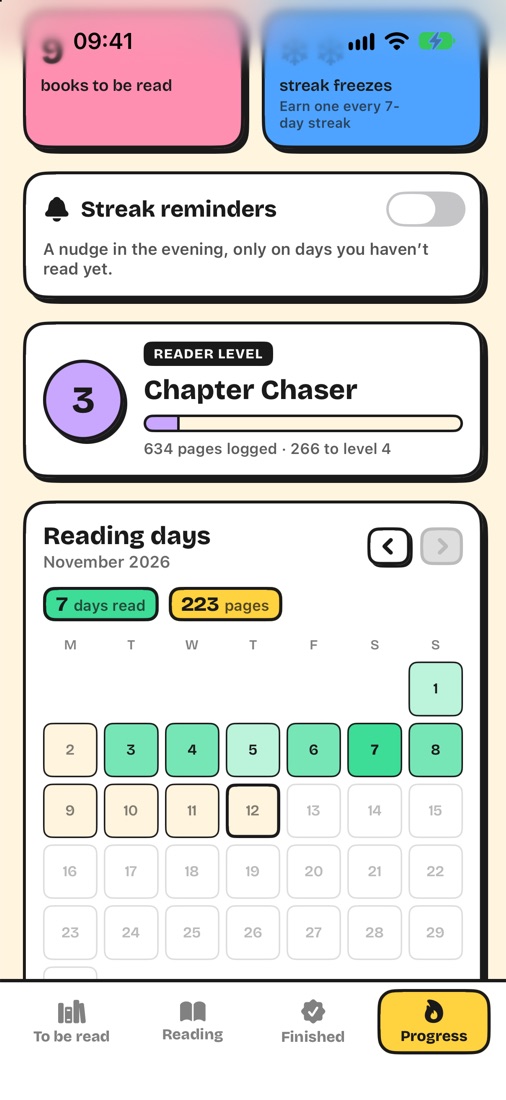 09:41
9
books to be read
streak freezes
Earn one every 7-
day streak
Streak reminders
A nudge in the evening, only on days you haven’t
read yet.
READER LEVEL
3
Chapter Chaser
634 pages logged · 266 to level 4
Reading days
November 2026
7 days read
223 pages
M T W T F S S
1
2 3 4 5 6 7 8
9 10 11 12 13 14 15
16 17 18 19 20 21 22
23 24 25 26 27 28 29
To be read
Reading
Finished
Progress